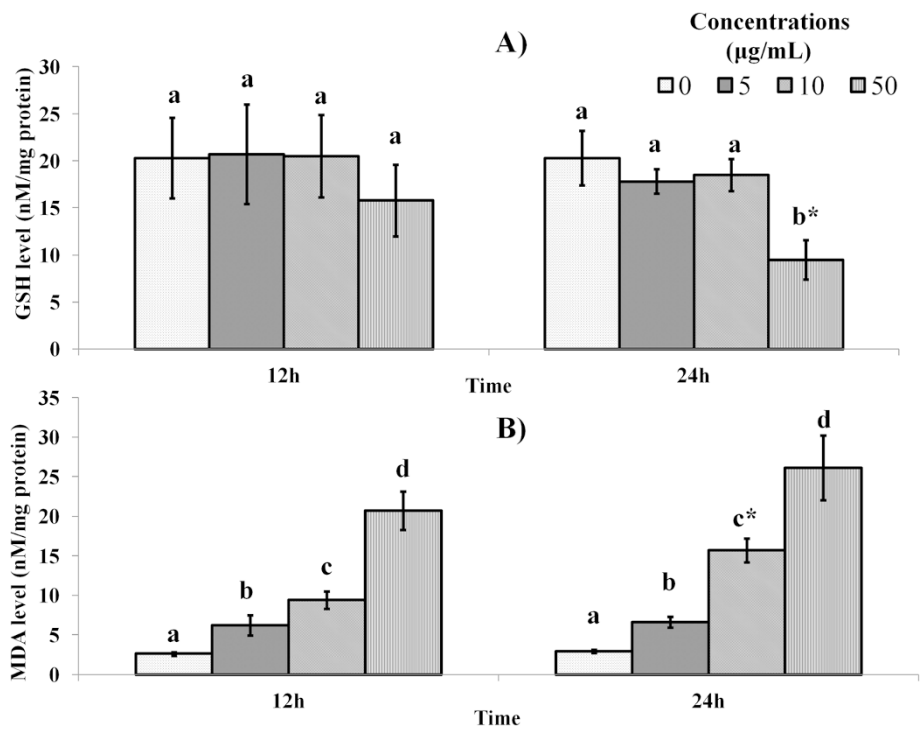 A)
Concentrations
(µg/mL)
0 5 10 50
GSH level (nM/mg protein)
30
25
20
15
10
5
0
a a a a
a a a b*
12h 24h
Time
B)
MDA level (nM/mg protein)
35
30
25
20
15
10
5
0
a b c d
a b c* d
12h 24h
Time